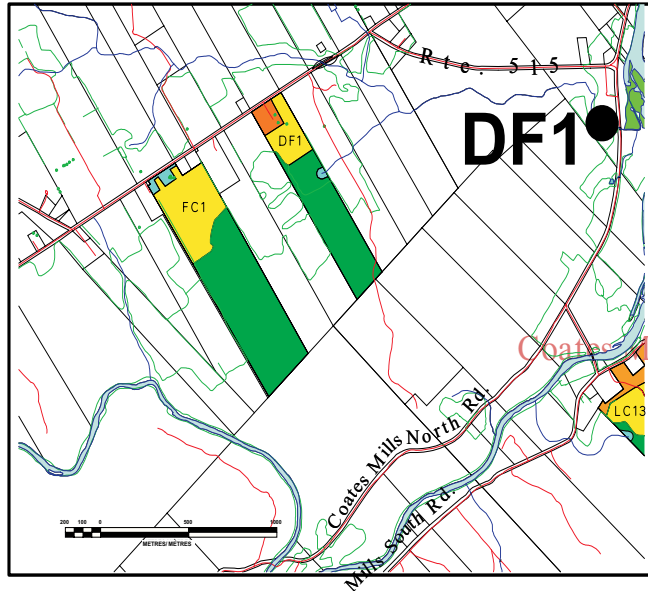 Rte. 515
DF1
DF1
FC1
Coates M
LC13
Coates Mills North Rd.
Mills South Rd.
200 100 0 500 1000
METRES/MÈTRES